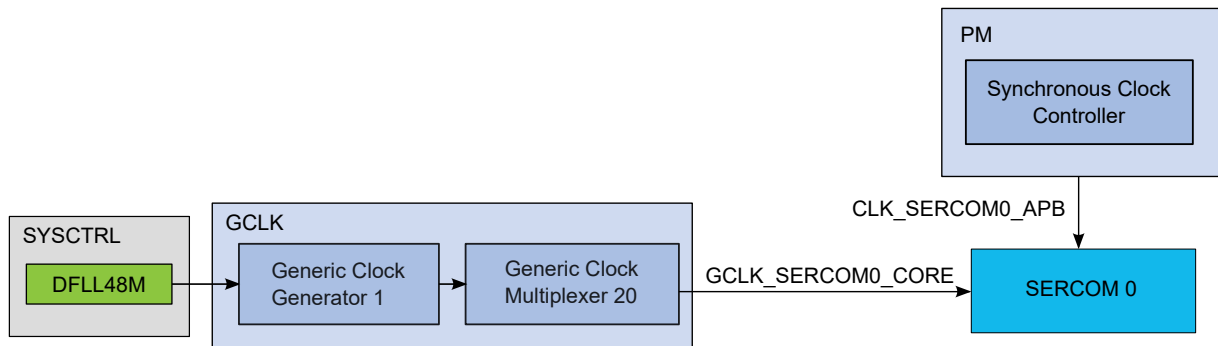 PM
Synchronous Clock
Controller
CLK_SERCOM0_APB
SYSCTRL
DFLL48M
GCLK
Generic Clock
Generator 1
Generic Clock
Multiplexer 20
GCLK_SERCOM0_CORE
SERCOM 0